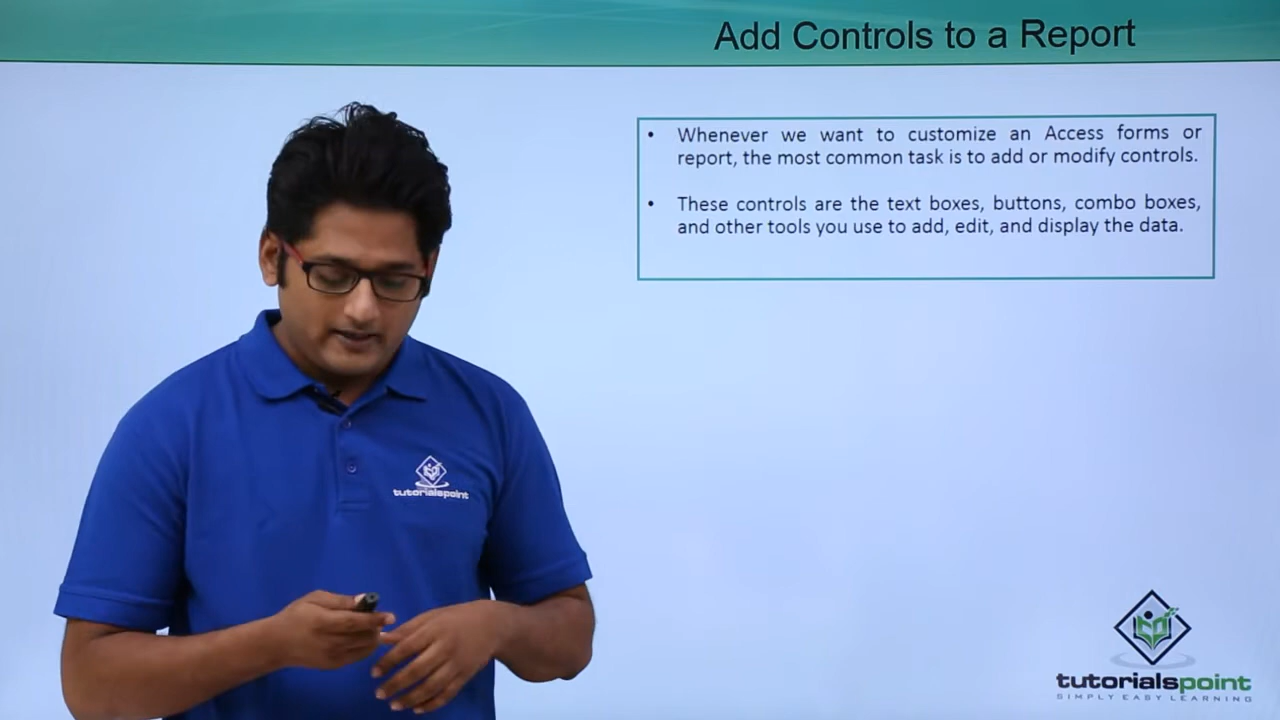 Add Controls to a Report
• Whenever we want to customize an Access forms or
report, the most common task is to add or modify controls.
• These controls are the text boxes, buttons, combo boxes,
and other tools you use to add, edit, and display the data.
tutorialspoint
tutorialspoint
SIMPLY EASY LEARNING